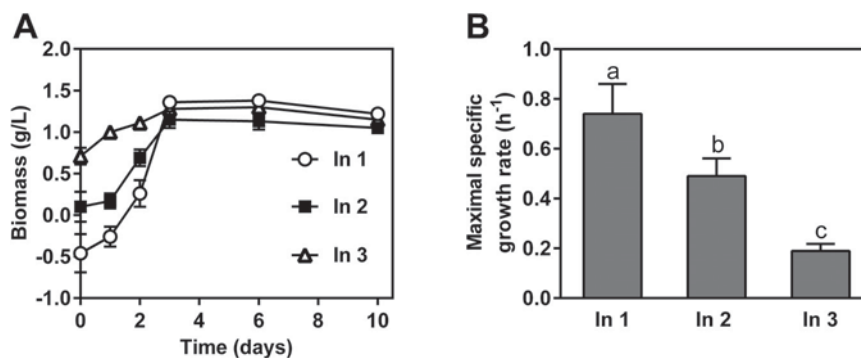 A
Biomass (g/L)
2.0
1.5
1.0
0.5
0.0
-0.5
-1.0
0
2
4
6
8
10
Time (days)
In 1
In 2
In 3
B
Maximal specific
growth rate (h-1)
1.0
0.8
0.6
0.4
0.2
0.0
a
b
c
In 1
In 2
In 3